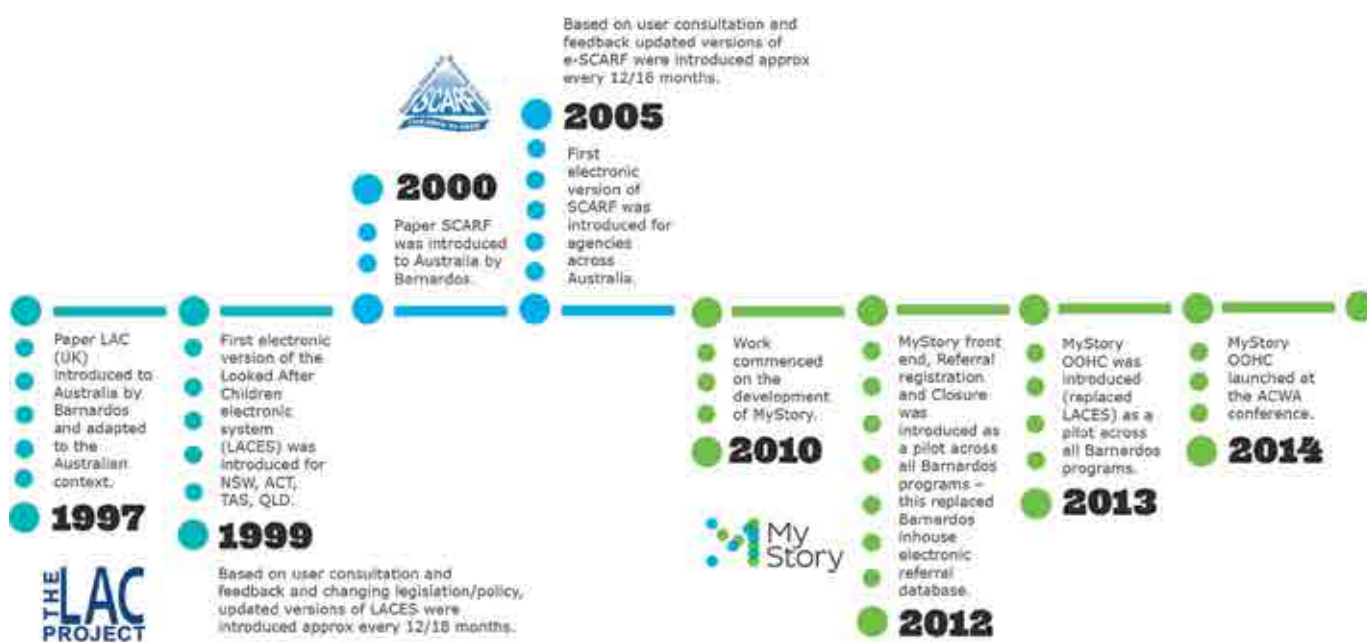 Based on user consultation and
feedback updated versions of
e-SCARF were introduced approx
every 12/16 months.
SCARF
2005
First
electronic
version of
SCARF was
introduced for
agencies
across
Australia.
2000
Paper SCARF
was introduced
to Australia by
Barnardos.
Paper LAC
(UK)
introduced to
Australia by
Barnardos
and adapted
to the
Australian
context.
1997
THE
LAC
PROJECT
First electronic
version of the
Looked After
Children
electronic
system
(LACES) was
introduced for
NSW, ACT,
TAS, QLD.
1999
Based on user consultation and
feedback and changing legislation/policy,
updated versions of LACES were
introduced approx every 12/18 months.
Work
commenced
on the
development
of MyStory.
2010
My
Story
MyStory front
end, Referral
registration
and Closure
was
introduced as
a pilot across
all Barnardos
programs –
this replaced
Barnardos
inhouse
electronic
referral
database.
2012
MyStory
OOHC was
introduced
(replaced
LACES) as a
pilot across
all Barnardos
programs.
2013
MyStory
OOHC
launched at
the ACWA
conference.
2014